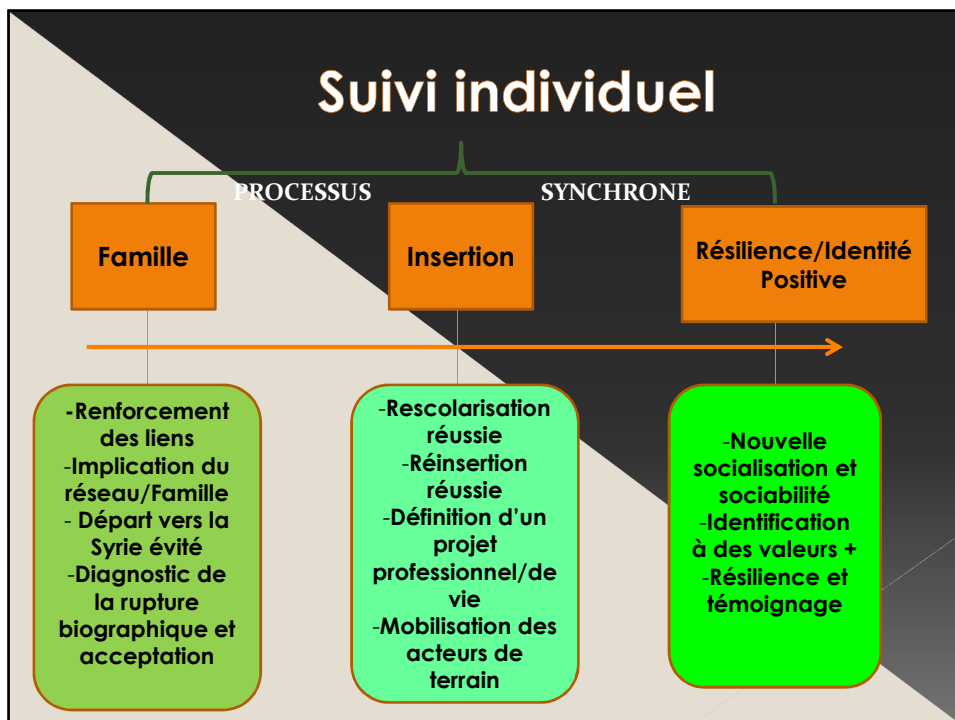 Suivi individuel
PROCESSUS SYNCHRONE
Famille
Insertion
Résilience/Identité
Positive
-Renforcement
des liens
-Implication du
réseau/Famille
- Départ vers la
Syrie évité
-Diagnostic de
la rupture
biographique et
acceptation
-Rescolarisation
réussie
-Réinsertion
réussie
-Définition d’un
projet
professionnel/de
vie
-Mobilisation des
acteurs de
terrain
-Nouvelle
socialisation et
sociabilité
-Identification
à des valeurs +
-Résilience et
témoignage